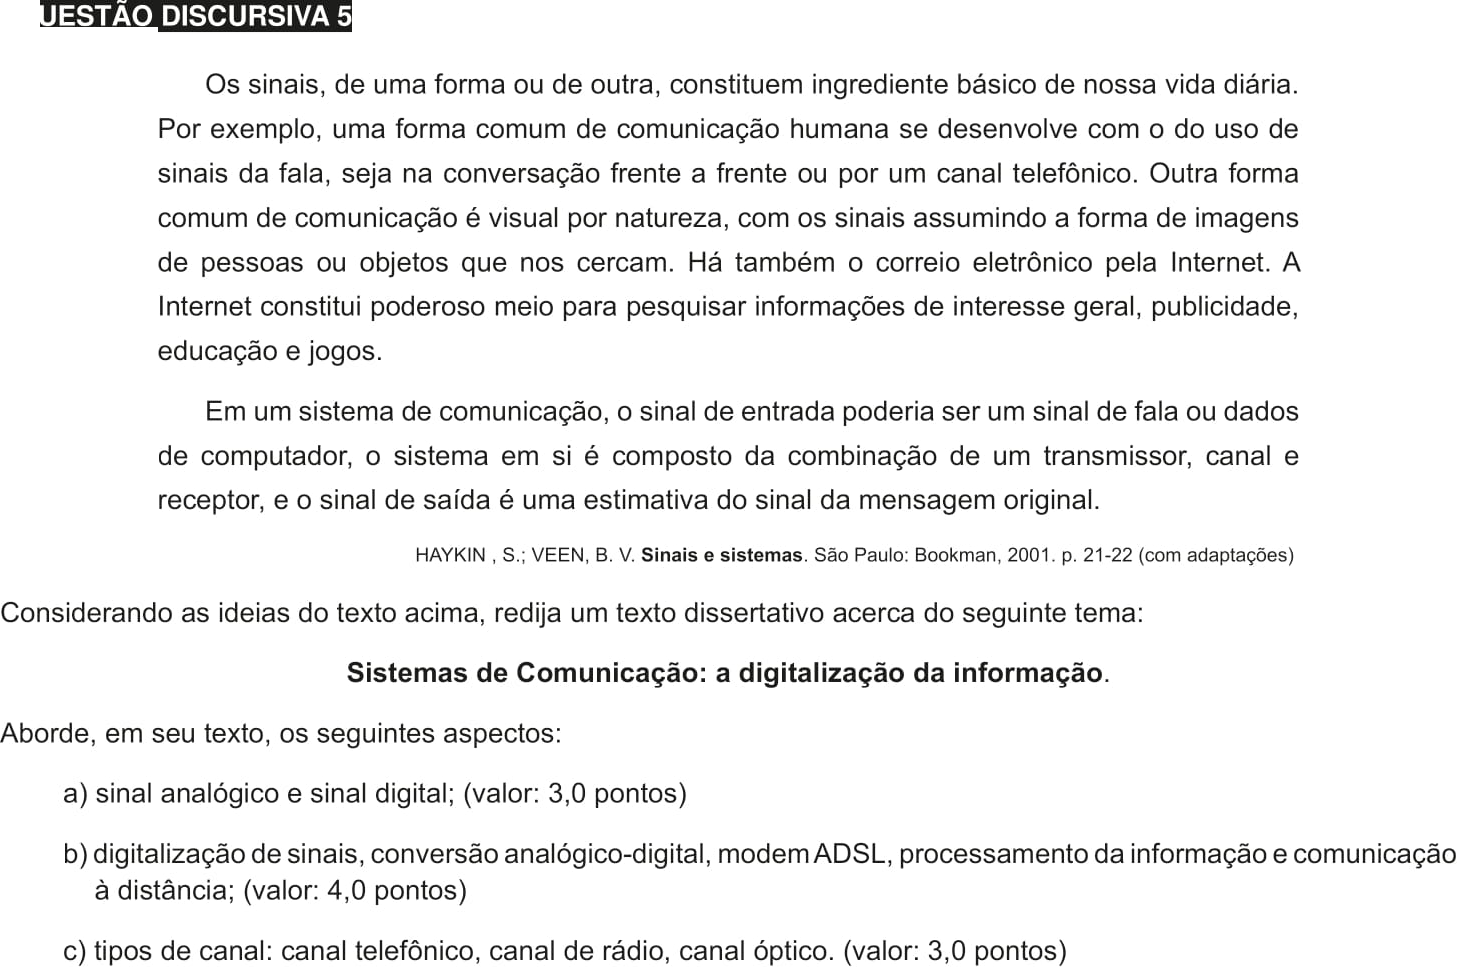 UESTÃO DISCURSIVA 5
Os sinais, de uma forma ou de outra, constituem ingrediente básico de nossa vida diária.
Por exemplo, uma forma comum de comunicação humana se desenvolve com o do uso de
sinais da fala, seja na conversação frente a frente ou por um canal telefônico. Outra forma
comum de comunicação é visual por natureza, com os sinais assumindo a forma de imagens
de pessoas ou objetos que nos cercam. Há também o correio eletrônico pela Internet. A
Internet constitui poderoso meio para pesquisar informações de interesse geral, publicidade,
educação e jogos.
Em um sistema de comunicação, o sinal de entrada poderia ser um sinal de fala ou dados
de computador, o sistema em si é composto da combinação de um transmissor, canal e
receptor, e o sinal de saída é uma estimativa do sinal da mensagem original.
HAYKIN , S.; VEEN, B. V. Sinais e sistemas. São Paulo: Bookman, 2001. p. 21-22 (com adaptações)
Considerando as ideias do texto acima, redija um texto dissertativo acerca do seguinte tema:
Sistemas de Comunicação: a digitalização da informação.
Aborde, em seu texto, os seguintes aspectos:
a) sinal analógico e sinal digital; (valor: 3,0 pontos)
b) digitalização de sinais, conversão analógico-digital, modem ADSL, processamento da informação e comunicação
à distância; (valor: 4,0 pontos)
c) tipos de canal: canal telefônico, canal de rádio, canal óptico. (valor: 3,0 pontos)